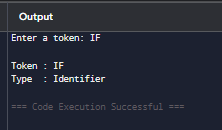 Output
Enter a token: IF
Token : IF
Type  : Identifier
=== Code Execution Successful ===